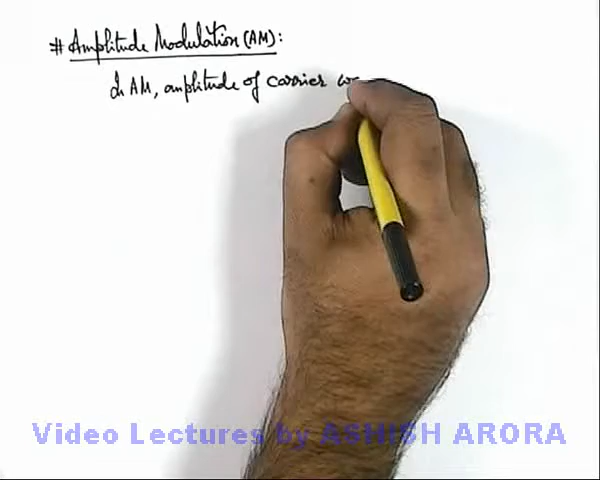 # Amplitude Modulation (AM):
In AM, amplitude of carrier
Video Lectures by ASHISH ARORA